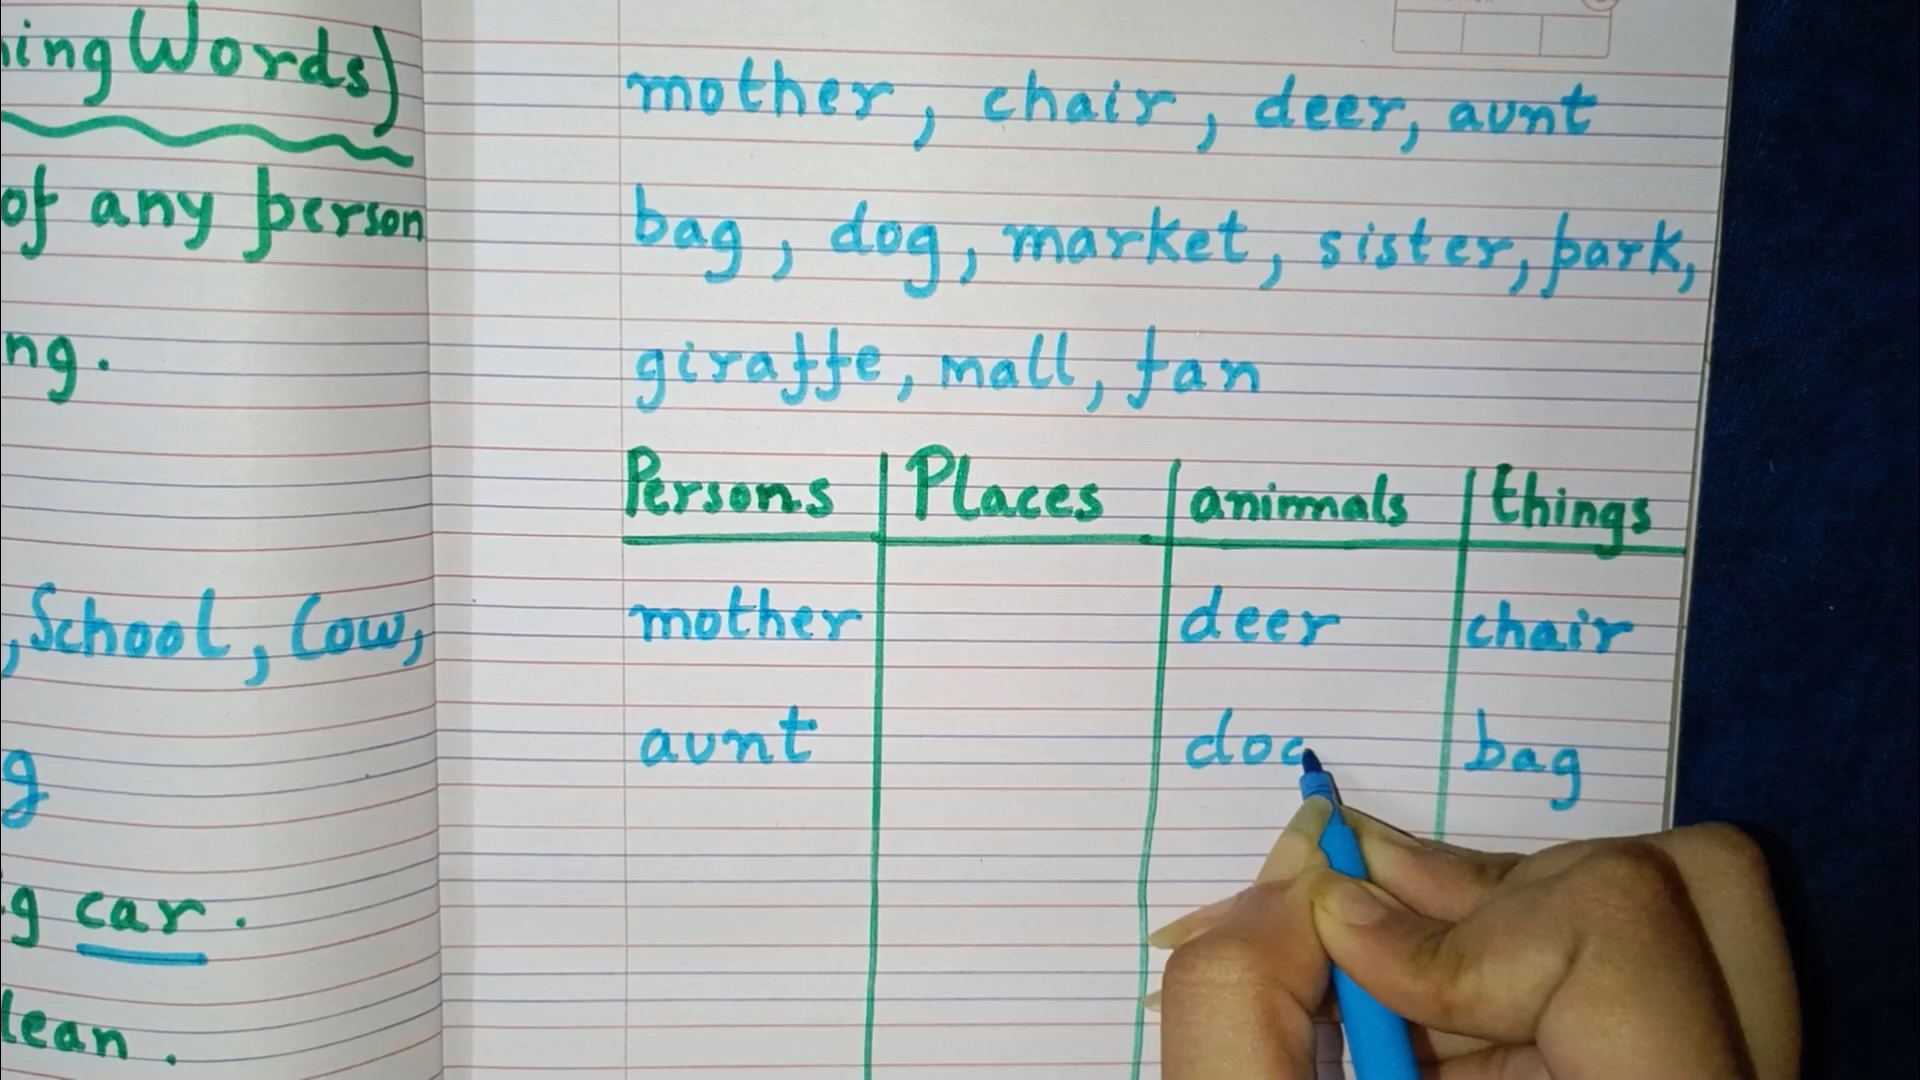 ing Words)
of any person
ng.
, School, Cow,
g
g car.
lean.
mother, chair, deer, aunt
bag, dog, market, sister, park,
giraffe, mall, fan
Persons Places animals things
mother deer chair
aunt dog bag